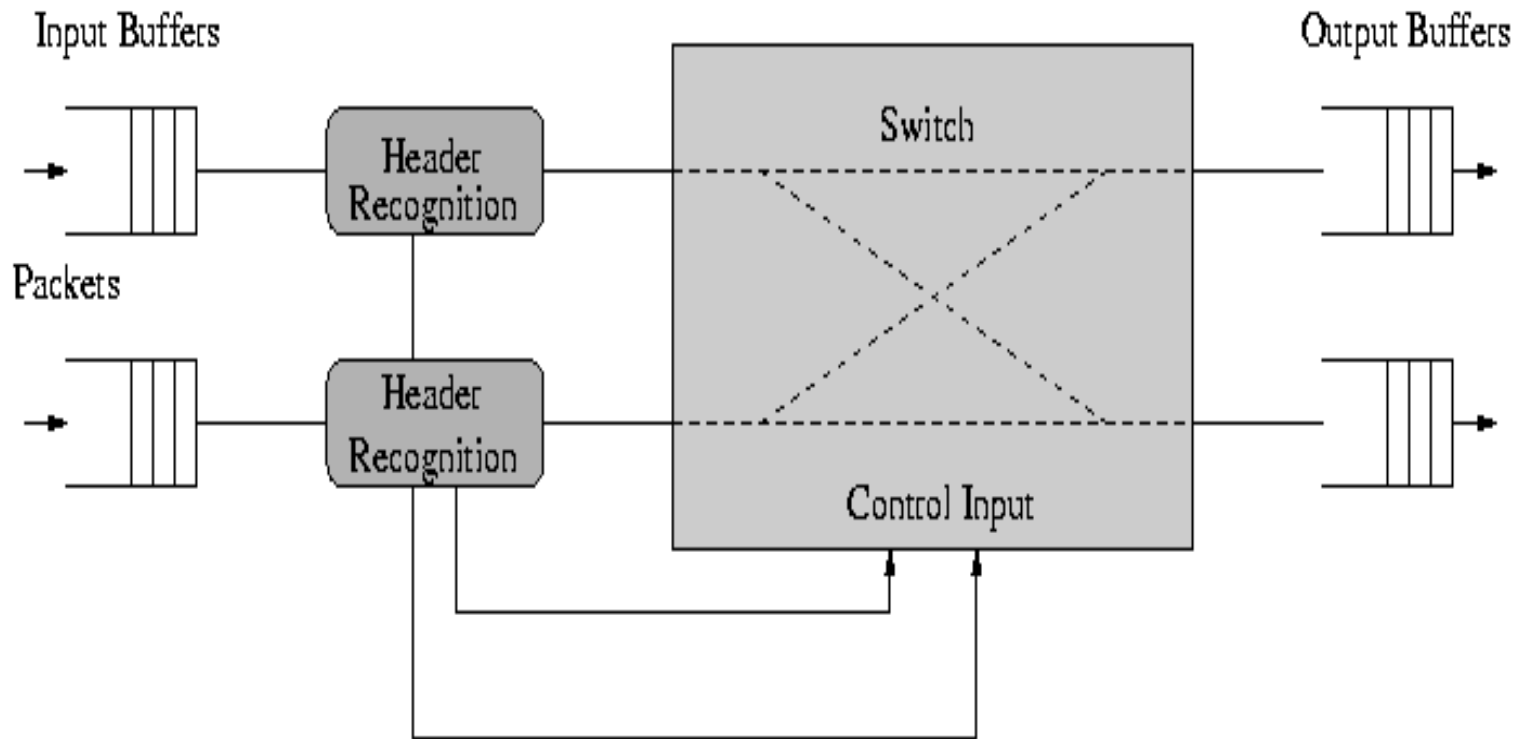 Input Buffers
Output Buffers
Switch
Header
Recognition
Packets
Header
Recognition
Control Input